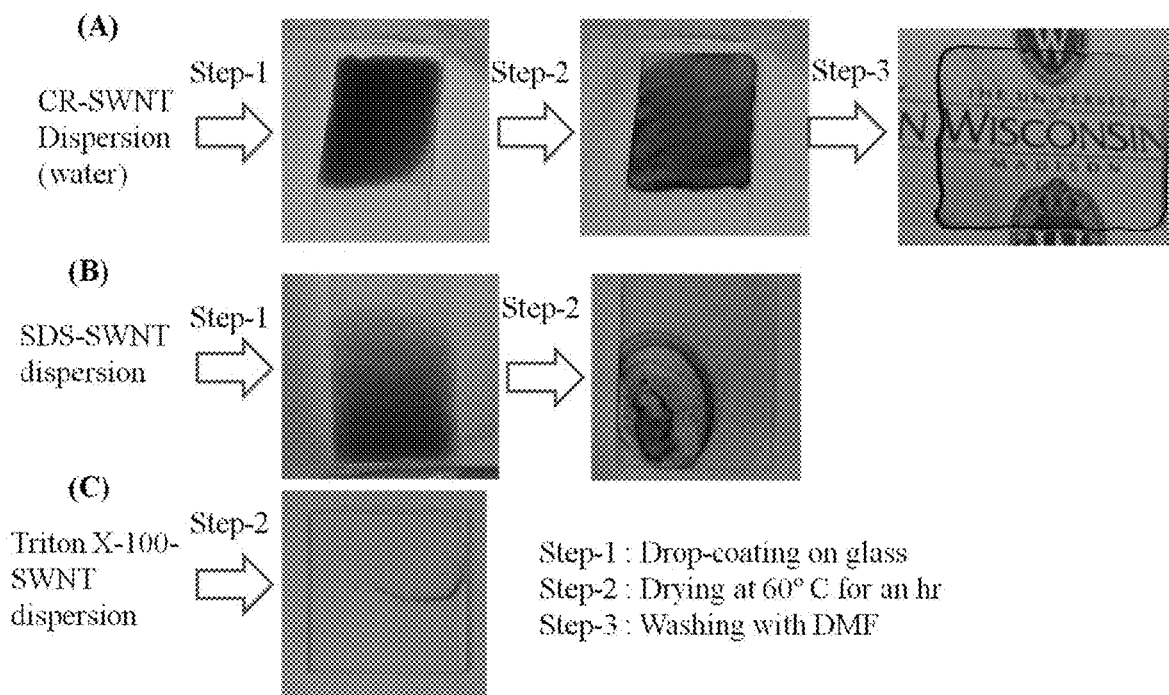 (A)
CR-SWNT
Dispersion
(water)
Step-1
Step-2
Step-3
N WISCONSIN
(B)
SDS-SWNT
dispersion
Step-1
Step-2
(C)
Triton X-100-
SWNT
dispersion
Step-2
Step-1 : Drop-coating on glass
Step-2 : Drying at 60° C for an hr
Step-3 : Washing with DMF